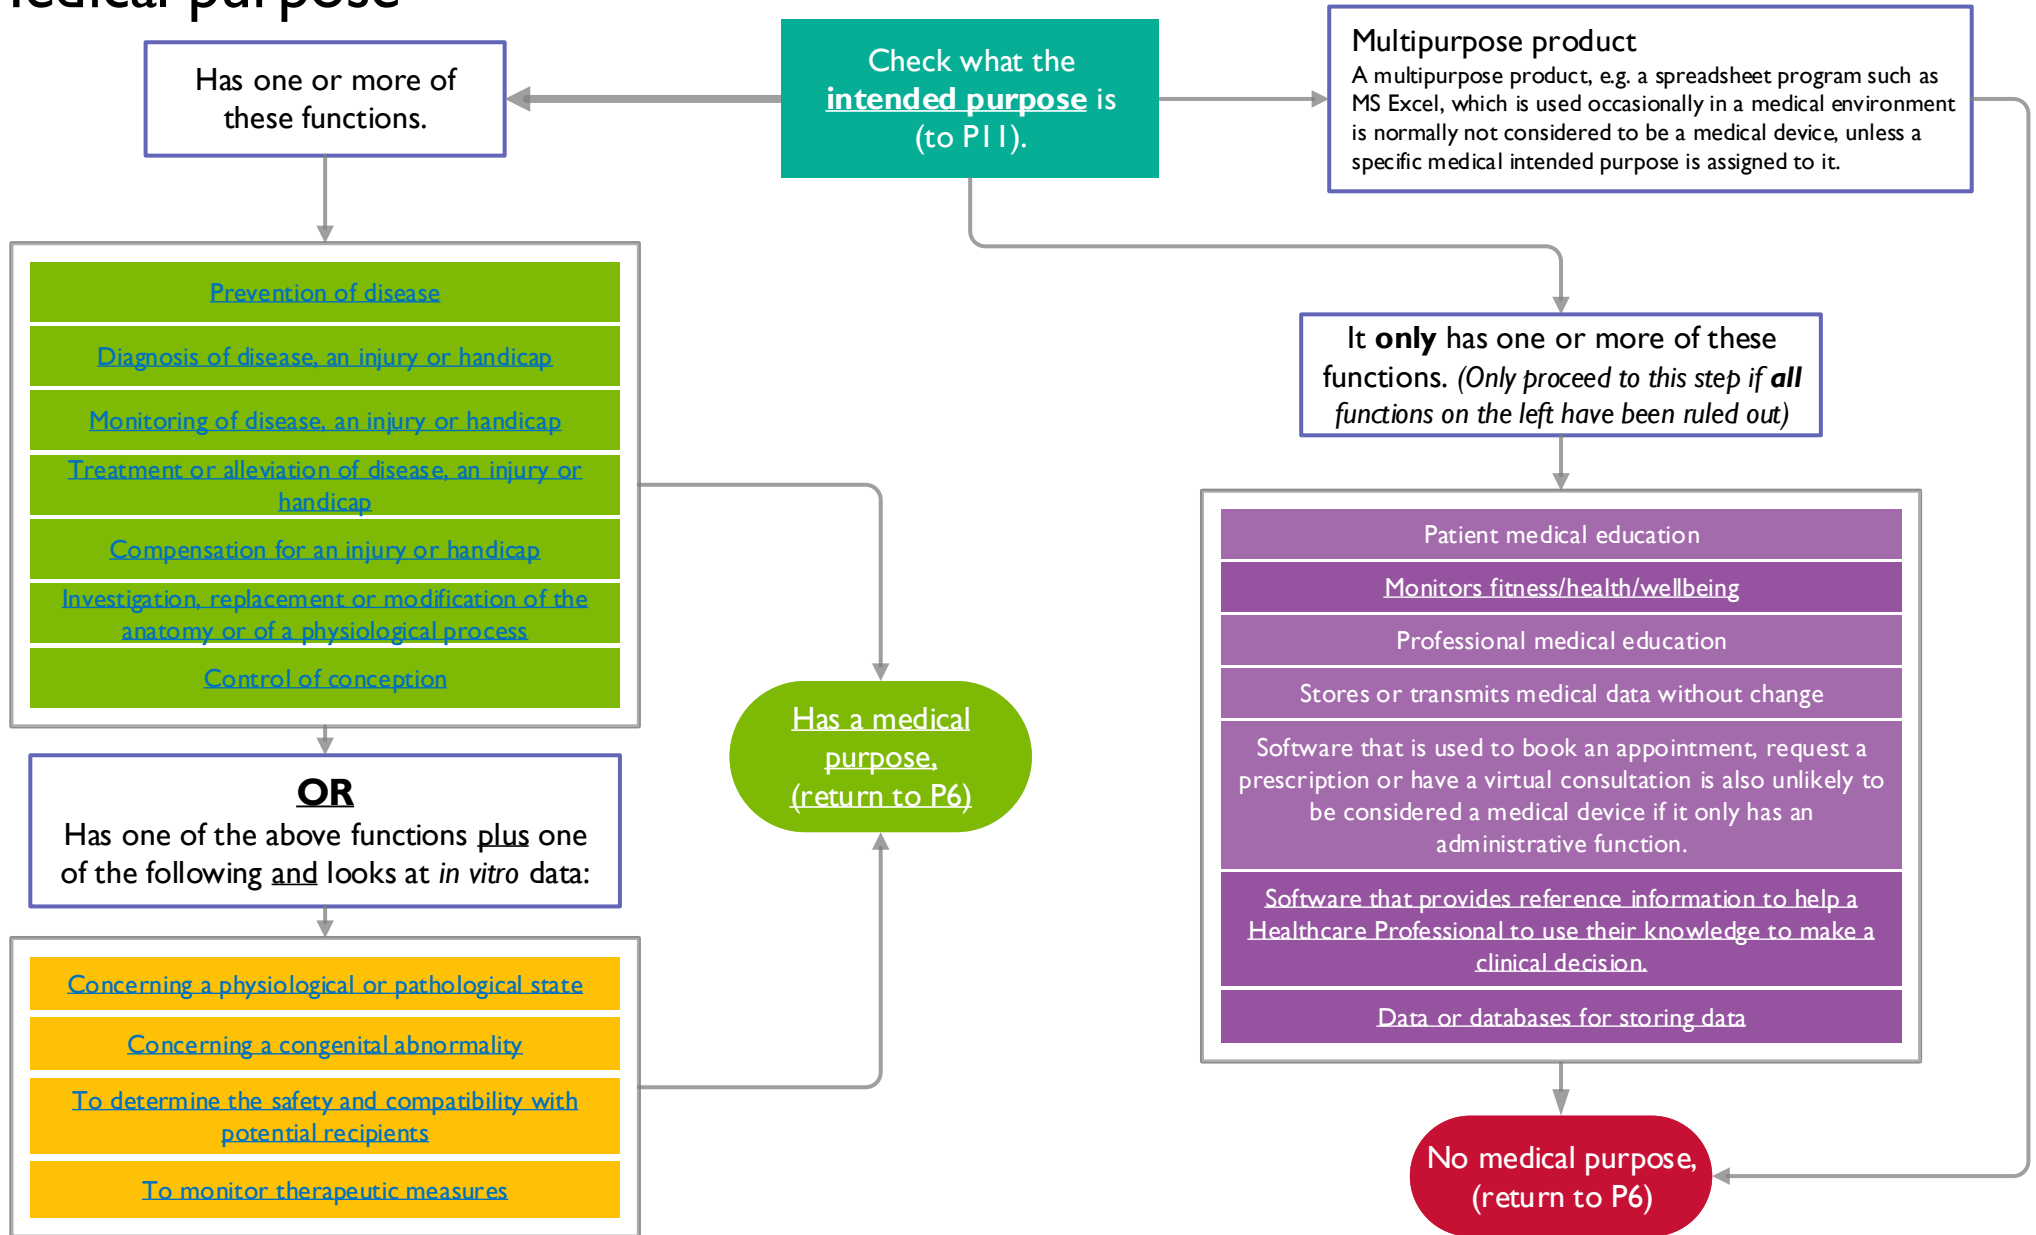 medical purpose
Has one or more of
these functions.
Check what the
intended purpose is
(to P11).
Multipurpose product
A multipurpose product, e.g. a spreadsheet program such as
MS Excel, which is used occasionally in a medical environment
is normally not considered to be a medical device, unless a
specific medical intended purpose is assigned to it.
Prevention of disease
Diagnosis of disease, an injury or handicap
Monitoring of disease, an injury or handicap
Treatment or alleviation of disease, an injury or
handicap
Compensation for an injury or handicap
Investigation, replacement or modification of the
anatomy or of a physiological process
Control of conception
OR
Has one of the above functions plus one
of the following and looks at in vitro data:
Concerning a physiological or pathological state
Concerning a congenital abnormality
To determine the safety and compatibility with
potential recipients
To monitor therapeutic measures
Has a medical
purpose,
(return to P6)
It only has one or more of these
functions. (Only proceed to this step if all
functions on the left have been ruled out)
Patient medical education
Monitors fitness/health/wellbeing
Professional medical education
Stores or transmits medical data without change
Software that is used to book an appointment, request a
prescription or have a virtual consultation is also unlikely to
be considered a medical device if it only has an
administrative function.
Software that provides reference information to help a
Healthcare Professional to use their knowledge to make a
clinical decision.
Data or databases for storing data
No medical purpose,
(return to P6)